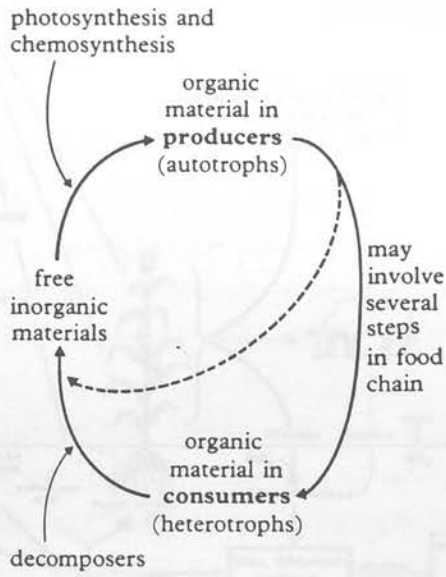 photosynthesis and
chemosynthesis
organic
material in
producers
(autotrophs)
may
involve
several
steps
in food
chain
free
inorganic
materials
organic
material in
consumers
(heterotrophs)
decomposers